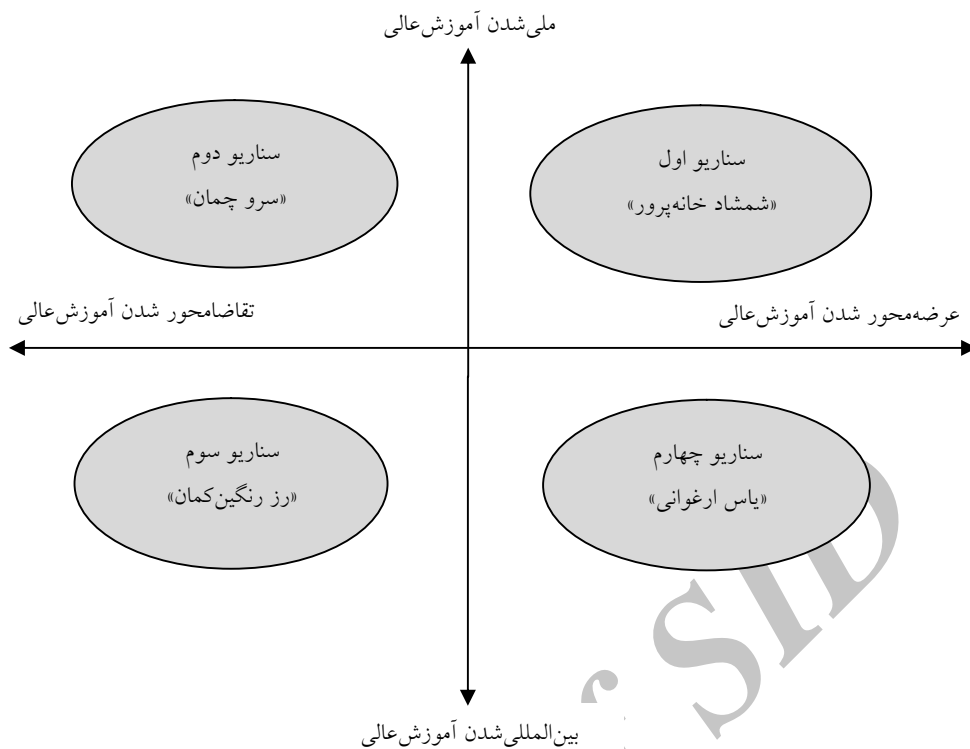 ملی‌شدن آموزش‌عالی
سناریو اول
«شمشاد خانه‌پرور»
سناریو دوم
«سرو چمان»
عرضه‌محور شدن آموزش‌عالی
تقاضامحور شدن آموزش‌عالی
سناریو چهارم
«یاس ارغوانی»
سناریو سوم
«رز رنگین‌کمان»
بین‌المللی‌شدن آموزش‌عالی
SID